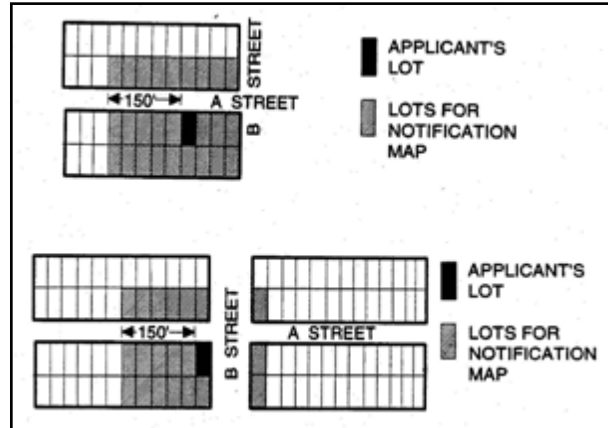 APPLICANT'S
LOT
LOTS FOR
NOTIFICATION
MAP
150'
A STREET
B STREET
APPLICANT'S
LOT
LOTS FOR
NOTIFICATION
MAP
150'
A STREET
B STREET